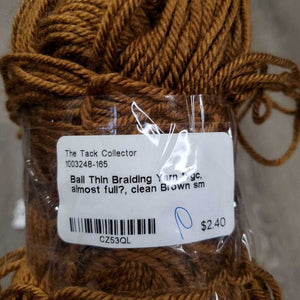 The Tack Collector
1003248-165
Ball Thin Braiding Yarn
almost full?, clean Brown sm
CZ53QL
$2.40